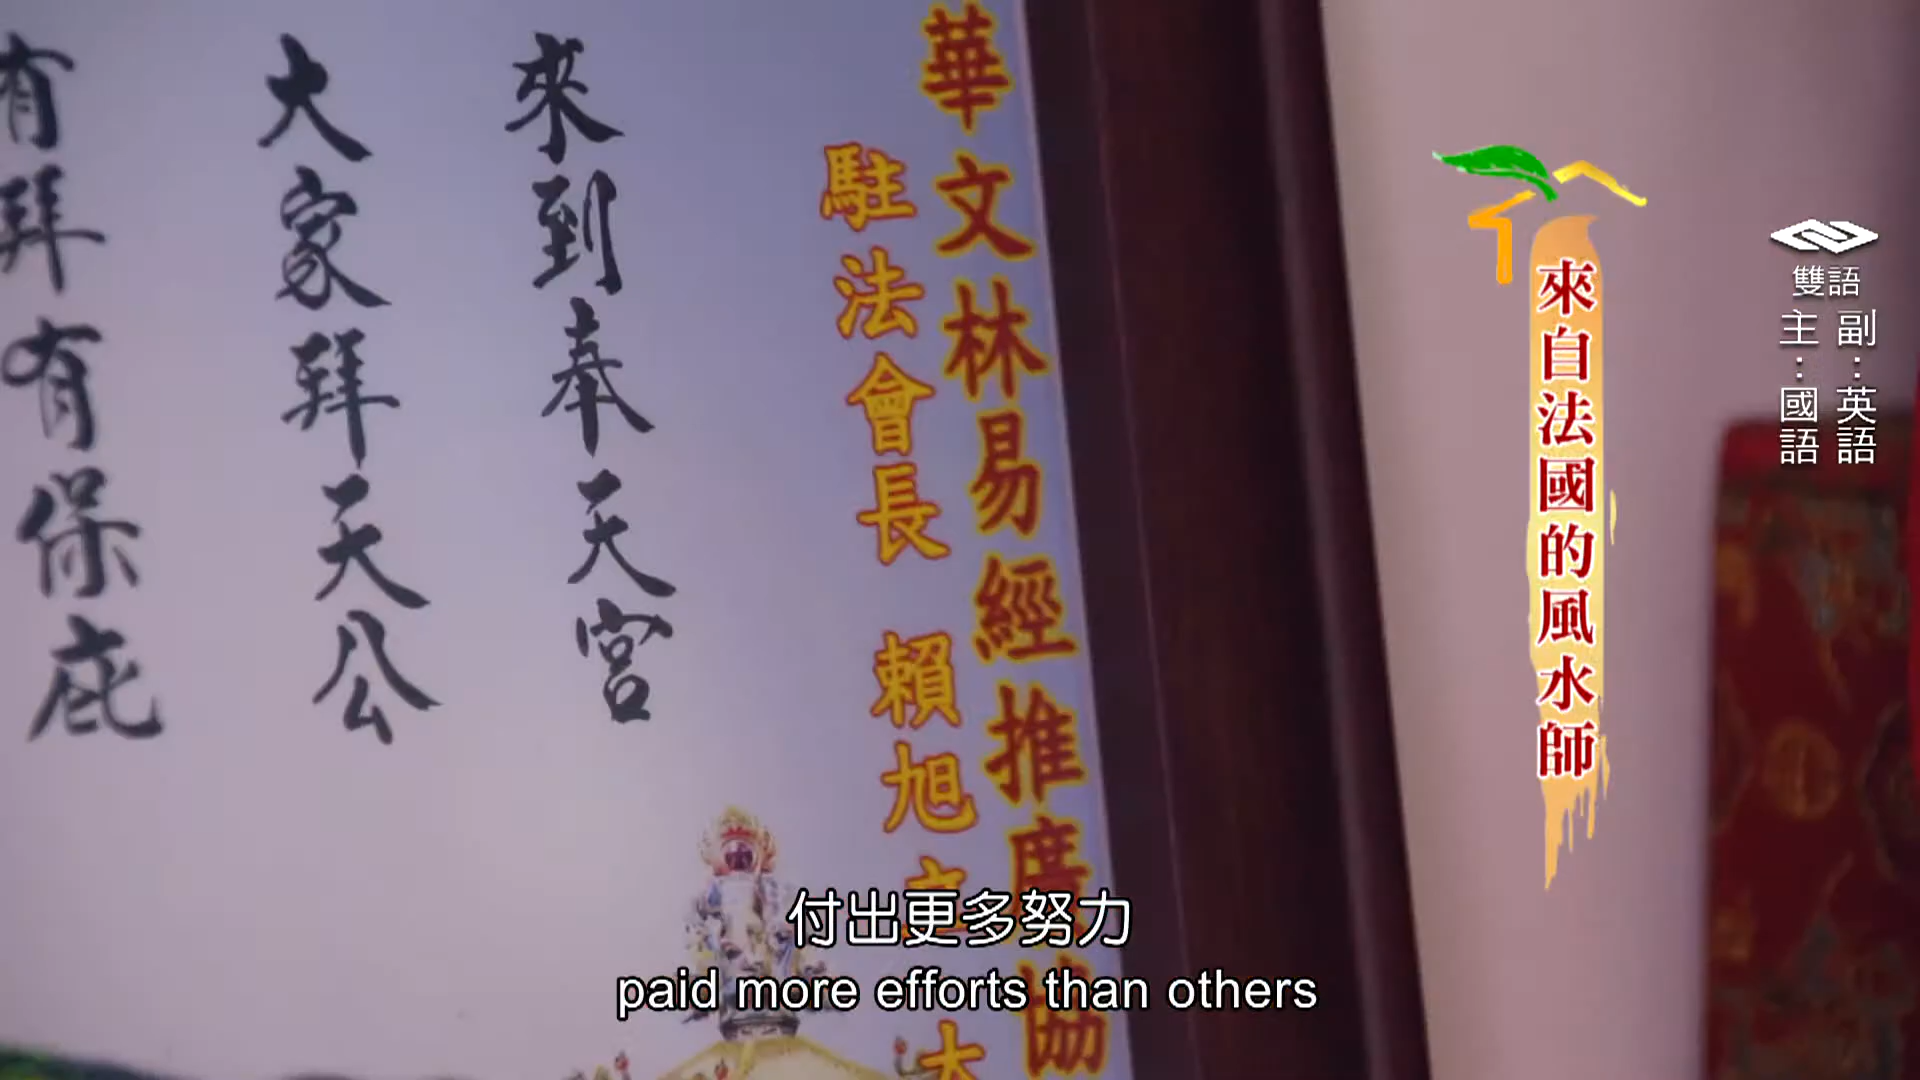 華文林易經推廣協
駐法會長 賴旭立 大
來到奉天宮
大家拜天公
有拜有保庇
來自法國的風水師
雙語
主：國語
副：英語
付出更多努力
paid more efforts than others